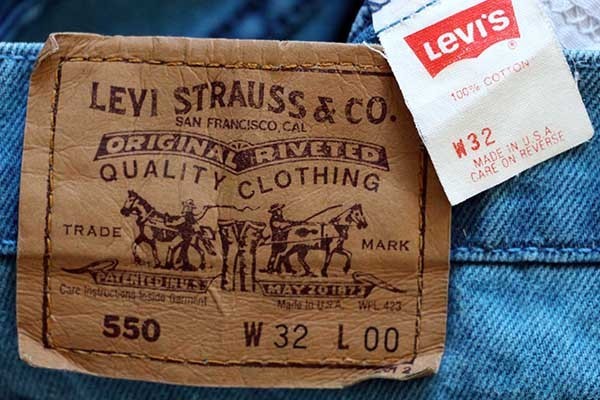 LEVI STRAUSS & CO.
SAN FRANCISCO, CAL
ORIGINAL RIVETED
QUALITY CLOTHING
TRADE MARK
PATENTED IN U.S. MAY 20 1873
Care Instructions Inside Garment Made in U.S.A. WPL 423
550 W 32 L 00
2
LEVI'S
®
100% COTTON
W32
MADE IN U.S.A.
CARE ON REVERSE